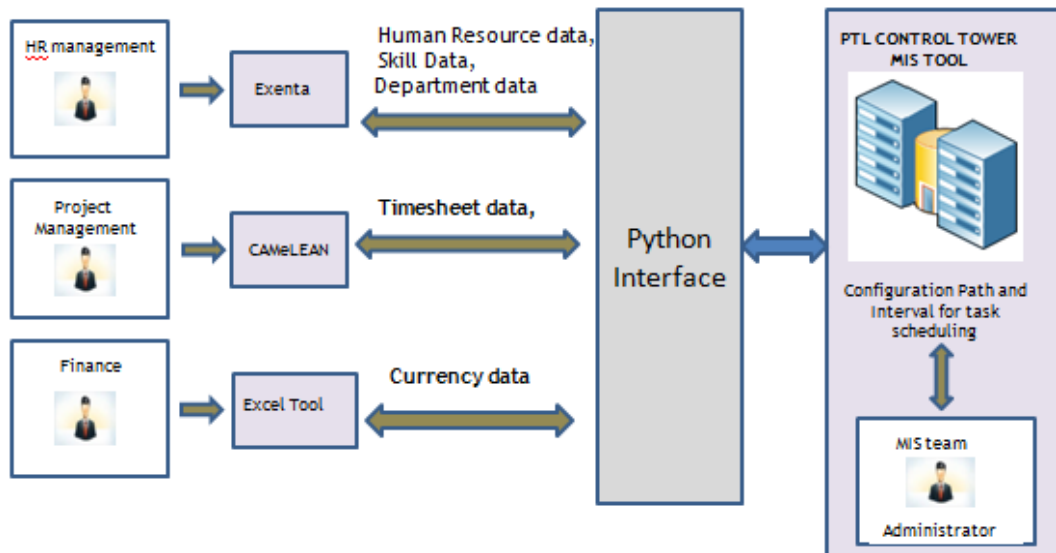 HR management
Exenta
Human Resource data,
Skill Data,
Department data
Project
Management
CAMeLEAN
Timesheet data,
Finance
Excel Tool
Currency data
Python
Interface
PTL CONTROL TOWER
MIS TOOL
Configuration Path and
Interval for task
scheduling
MIS team
Administrator